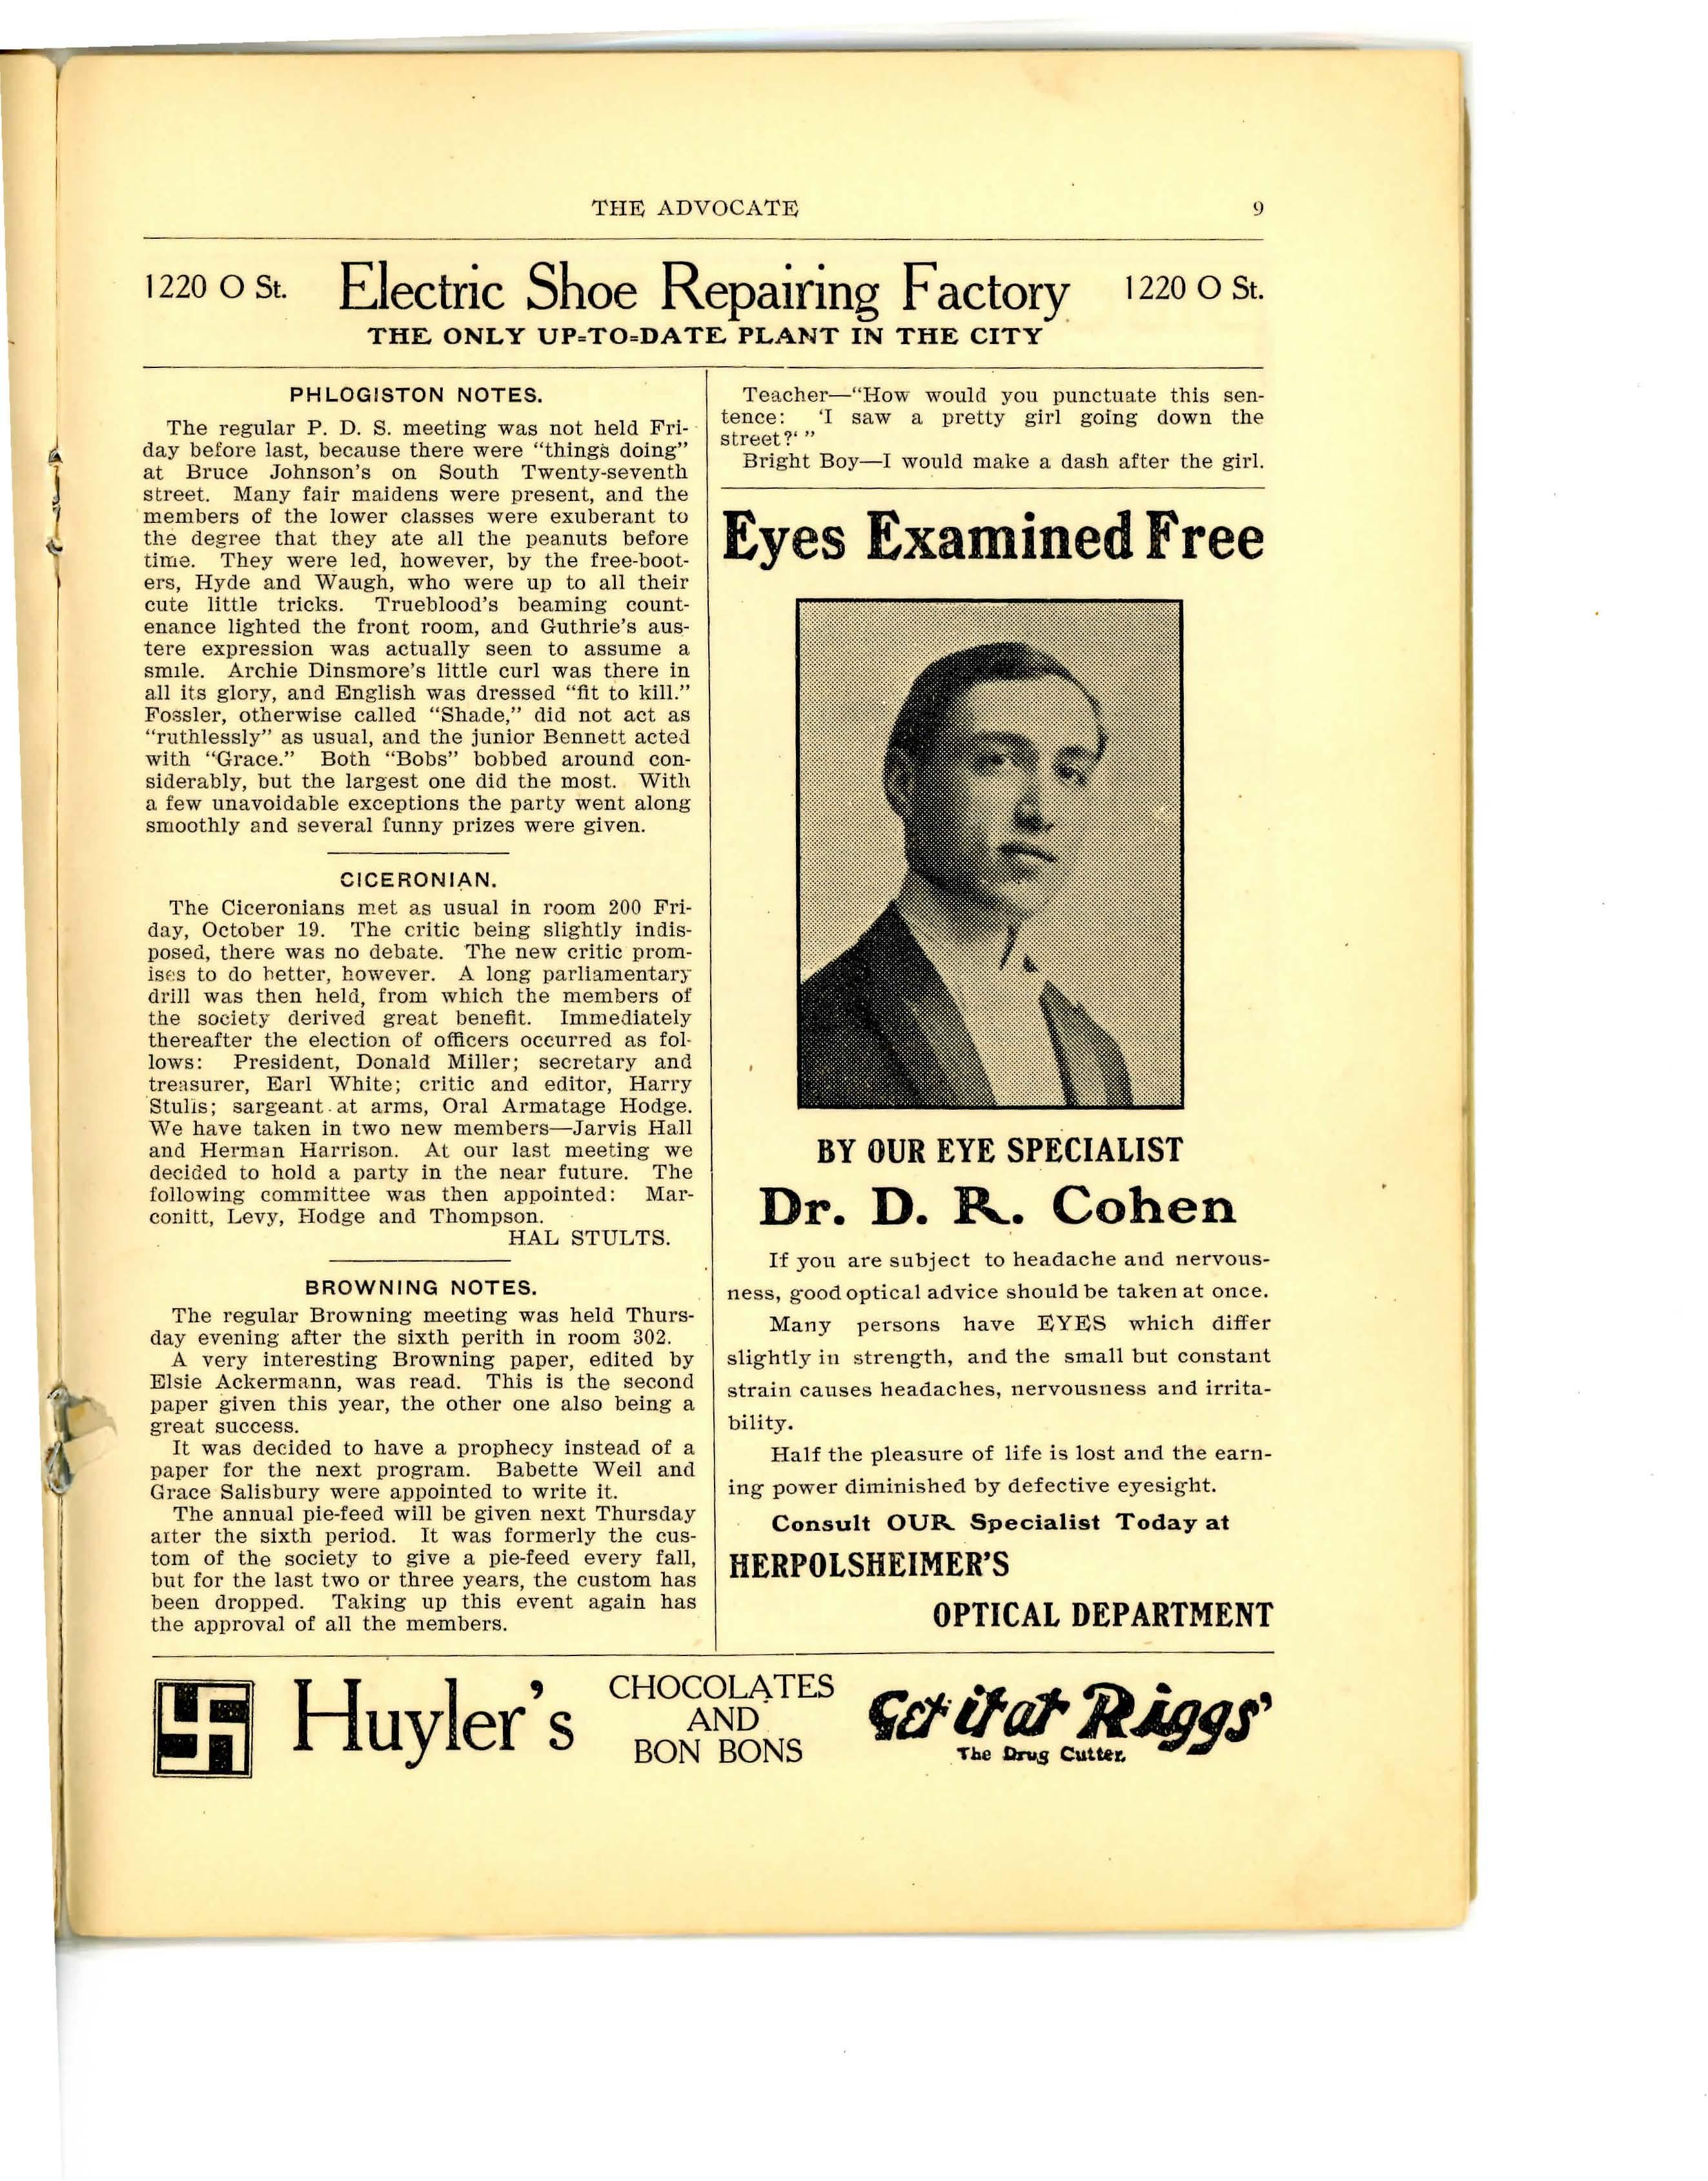 THE ADVOCATE 9
1220 O St. Electric Shoe Repairing Factory 1220 O St.
THE ONLY UP=TO=DATE PLANT IN THE CITY
PHLOGISTON NOTES.
The regular P. D. S. meeting was not held Fri-
day before last, because there were “things doing”
at Bruce Johnson's on South Twenty-seventh
street. Many fair maidens were present, and the
members of the lower classes were exuberant to
the degree that they ate all the peanuts before
time. They were led, however, by the free-boot-
ers, Hyde and Waugh, who were up to all their
cute little tricks. Trueblood's beaming count-
enance lighted the front room, and Guthrie's aus-
tere expression was actually seen to assume a
smile. Archie Dinsmore's little curl was there in
all its glory, and English was dressed “fit to kill.”
Fossler, otherwise called “Shade,” did not act as
“ruthlessly” as usual, and the junior Bennett acted
with “Grace.” Both “Bobs” bobbed around con-
siderably, but the largest one did the most. With
a few unavoidable exceptions the party went along
smoothly and several funny prizes were given.
CICERONIAN.
The Ciceronians met as usual in room 200 Fri-
day, October 19. The critic being slightly indis-
posed, there was no debate. The new critic prom-
ises to do better, however. A long parliamentary
drill was then held, from which the members of
the society derived great benefit. Immediately
thereafter the election of officers occurred as fol-
lows: President, Donald Miller; secretary and
treasurer, Earl White; critic and editor, Harry
Stulis; sargeant at arms, Oral Armatage Hodge.
We have taken in two new members—Jarvis Hall
and Herman Harrison. At our last meeting we
decided to hold a party in the near future. The
following committee was then appointed: Mar-
conitt, Levy, Hodge and Thompson.
HAL STULTS.
BROWNING NOTES.
The regular Browning meeting was held Thurs-
day evening after the sixth perith in room 302.
A very interesting Browning paper, edited by
Elsie Ackermann, was read. This is the second
paper given this year, the other one also being a
great success.
It was decided to have a prophecy instead of a
paper for the next program. Babette Weil and
Grace Salisbury were appointed to write it.
The annual pie-feed will be given next Thursday
after the sixth period. It was formerly the cus-
tom of the society to give a pie-feed every fall,
but for the last two or three years, the custom has
been dropped. Taking up this event again has
the approval of all the members.
Teacher—“How would you punctuate this sen-
tence: ‘I saw a pretty girl going down the
street?‘ ”
Bright Boy—I would make a dash after the girl.
Eyes Examined Free
BY OUR EYE SPECIALIST
Dr. D. R. Cohen
If you are subject to headache and nervous-
ness, good optical advice should be taken at once.
Many persons have EYES which differ
slightly in strength, and the small but constant
strain causes headaches, nervousness and irrita-
bility.
Half the pleasure of life is lost and the earn-
ing power diminished by defective eyesight.
Consult OUR Specialist Today at
HERPOLSHEIMER'S
OPTICAL DEPARTMENT
Huyler's
CHOCOLATES
AND
BON BONS
Get it at Riggs'
The Drug Cutter.